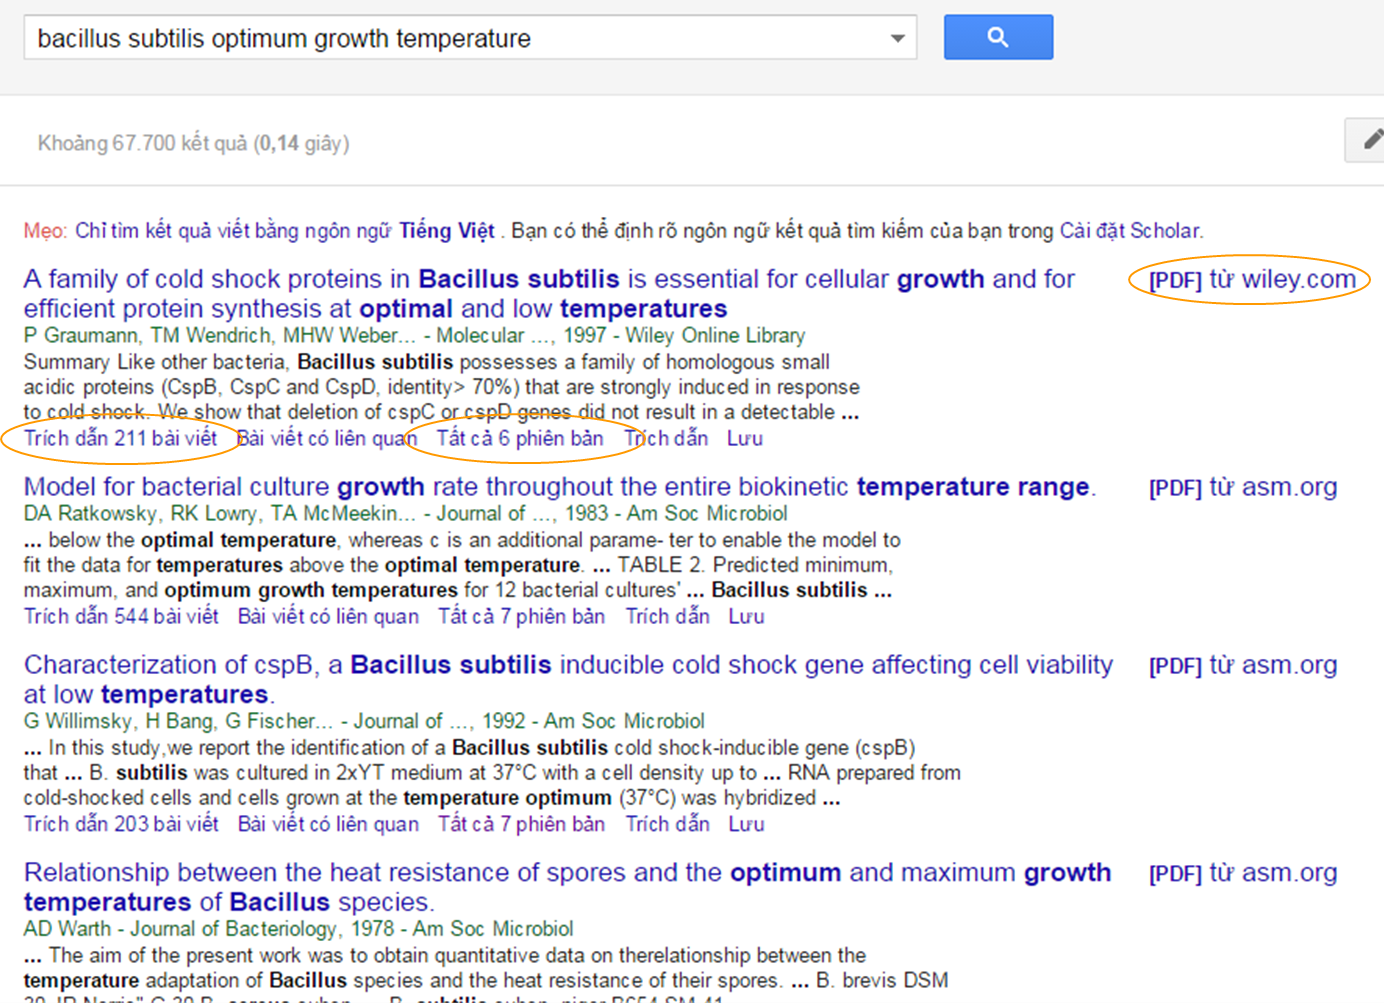 bacillus subtilis optimum growth temperature
Khoảng 67.700 kết quả (0,14 giây)
Mẹo: Chỉ tìm kết quả viết bằng ngôn ngữ Tiếng Việt . Bạn có thể định rõ ngôn ngữ kết quả tìm kiếm của bạn trong Cài đặt Scholar.
A family of cold shock proteins in Bacillus subtilis is essential for cellular growth and for [PDF] từ wiley.com
efficient protein synthesis at optimal and low temperatures
P Graumann, TM Wendrich, MHW Weber... - Molecular ..., 1997 - Wiley Online Library
Summary Like other bacteria, Bacillus subtilis possesses a family of homologous small
acidic proteins (CspB, CspC and CspD, identity> 70%) that are strongly induced in response
to cold shock. We show that deletion of cspC or cspD genes did not result in a detectable ...
Trích dẫn 211 bài viết Bài viết có liên quan Tất cả 6 phiên bản Trích dẫn Lưu
Model for bacterial culture growth rate throughout the entire biokinetic temperature range. [PDF] từ asm.org
DA Ratkowsky, RK Lowry, TA McMeekin... - Journal of ..., 1983 - Am Soc Microbiol
... below the optimal temperature, whereas c is an additional parame- ter to enable the model to
fit the data for temperatures above the optimal temperature. ... TABLE 2. Predicted minimum,
maximum, and optimum growth temperatures for 12 bacterial cultures' ... Bacillus subtilis ...
Trích dẫn 544 bài viết Bài viết có liên quan Tất cả 7 phiên bản Trích dẫn Lưu
Characterization of cspB, a Bacillus subtilis inducible cold shock gene affecting cell viability [PDF] từ asm.org
at low temperatures.
G Willimsky, H Bang, G Fischer... - Journal of ..., 1992 - Am Soc Microbiol
... In this study,we report the identification of a Bacillus subtilis cold shock-inducible gene (cspB)
that ... B. subtilis was cultured in 2xYT medium at 37°C with a cell density up to ... RNA prepared from
cold-shocked cells and cells grown at the temperature optimum (37°C) was hybridized ...
Trích dẫn 203 bài viết Bài viết có liên quan Tất cả 7 phiên bản Trích dẫn Lưu
Relationship between the heat resistance of spores and the optimum and maximum growth [PDF] từ asm.org
temperatures of Bacillus species.
AD Warth - Journal of Bacteriology, 1978 - Am Soc Microbiol
... The aim of the present work was to obtain quantitative data on therelationship between the
temperature adaptation of Bacillus species and the heat resistance of their spores. ... B. brevis DSM